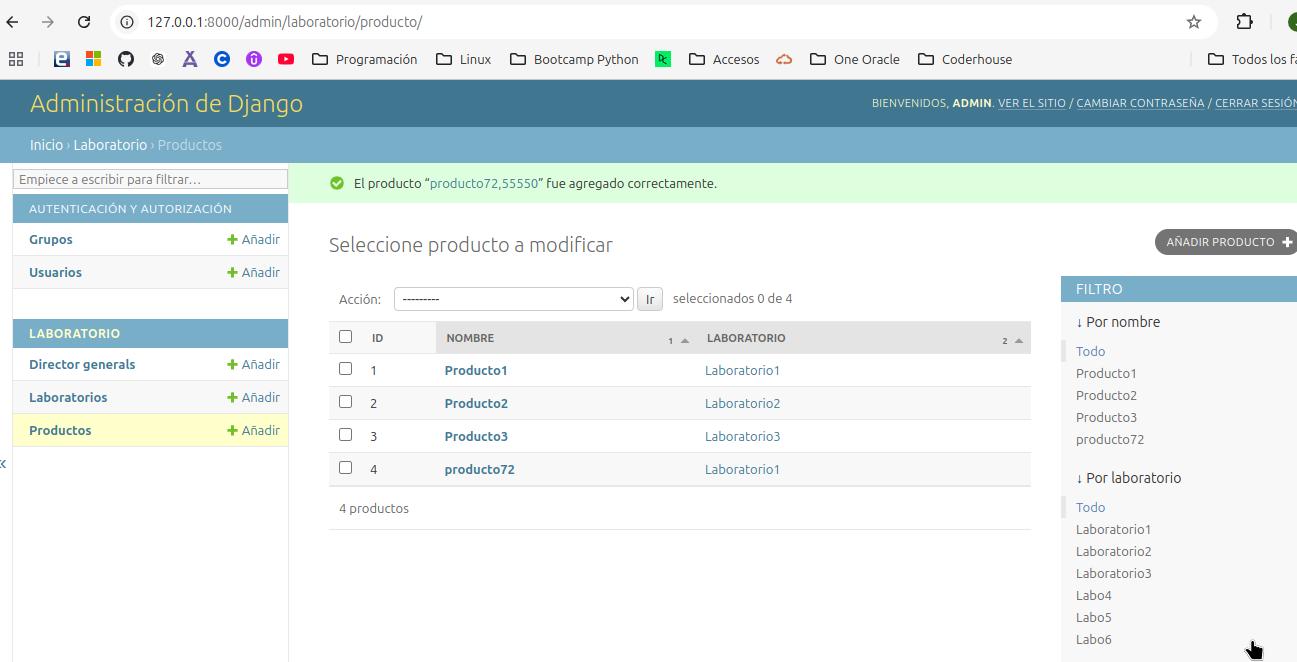 127.0.0.1:8000/admin/laboratorio/producto/
Programación Linux Bootcamp Python Accesos One Oracle Coderhouse Todos los fa
Administración de Django
BIENVENIDOS, ADMIN. VER EL SITIO / CAMBIAR CONTRASEÑA / CERRAR SESIÓN
Inicio › Laboratorio › Productos
Empiece a escribir para filtrar...
AUTENTICACIÓN Y AUTORIZACIÓN
Grupos + Añadir
Usuarios + Añadir
LABORATORIO
Director generals + Añadir
Laboratorios + Añadir
Productos + Añadir
«
El producto “producto72,55550” fue agregado correctamente.
Seleccione producto a modificar
AÑADIR PRODUCTO +
Acción: --------- Ir seleccionados 0 de 4
ID NOMBRE 1 LABORATORIO 2
1 Producto1 Laboratorio1
2 Producto2 Laboratorio2
3 Producto3 Laboratorio3
4 producto72 Laboratorio1
4 productos
FILTRO
↓ Por nombre
Todo
Producto1
Producto2
Producto3
producto72
↓ Por laboratorio
Todo
Laboratorio1
Laboratorio2
Laboratorio3
Labo4
Labo5
Labo6